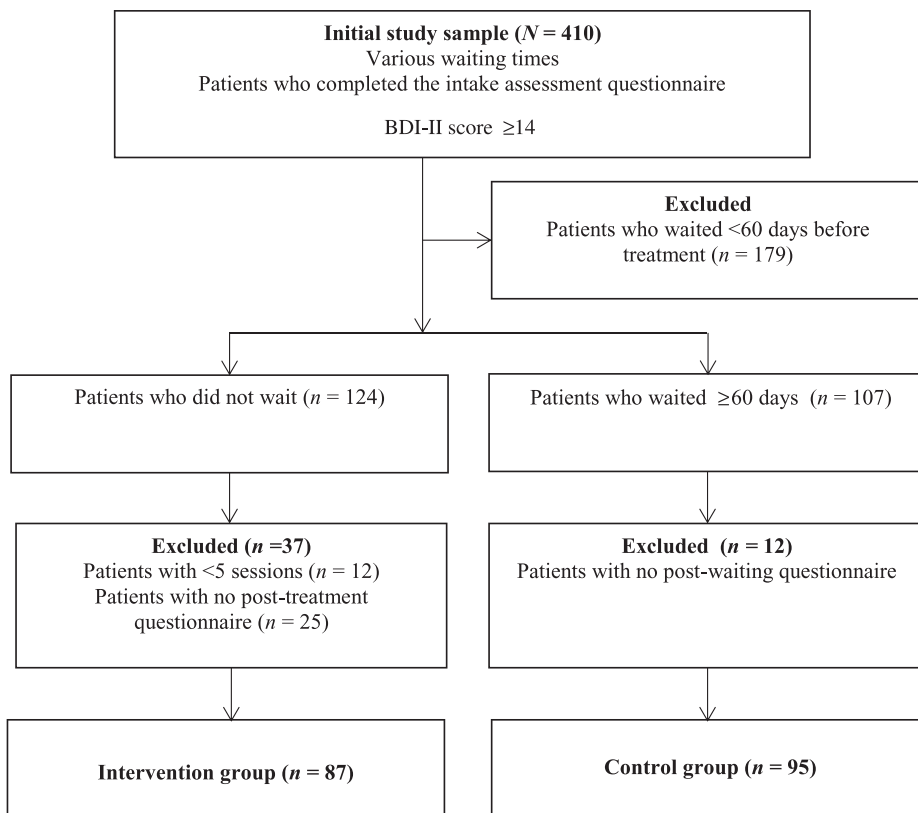 Initial study sample (N = 410)
Various waiting times
Patients who completed the intake assessment questionnaire
BDI-II score ≥14
Excluded
Patients who waited <60 days before
treatment (n = 179)
Patients who did not wait (n = 124)
Patients who waited ≥60 days (n = 107)
Excluded (n =37)
Patients with <5 sessions (n = 12)
Patients with no post-treatment
questionnaire (n = 25)
Excluded (n = 12)
Patients with no post-waiting questionnaire
Intervention group (n = 87)
Control group (n = 95)